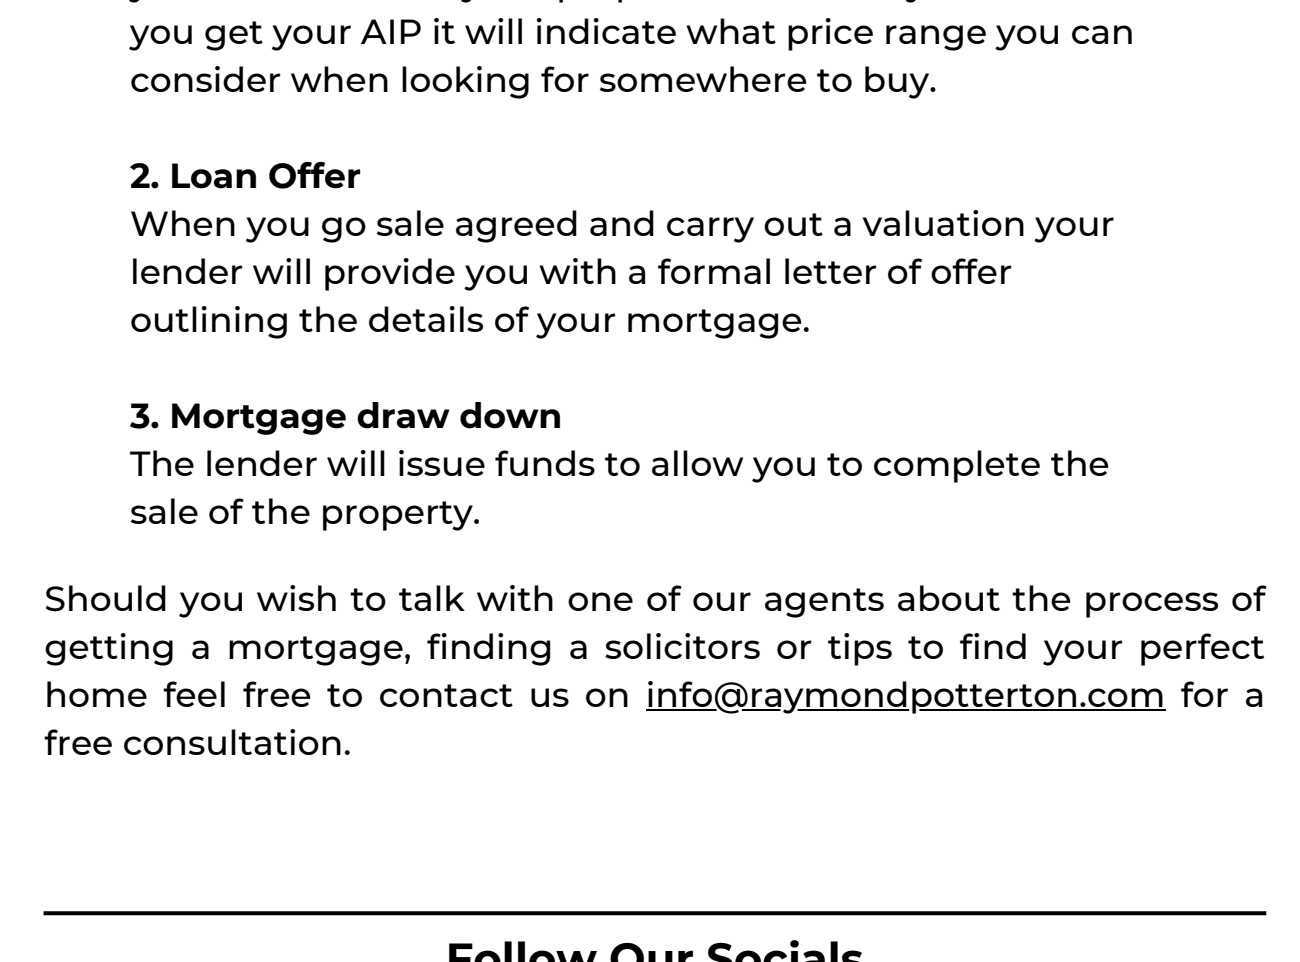 you get your AIP it will indicate what price range you can
consider when looking for somewhere to buy.
2. Loan Offer
When you go sale agreed and carry out a valuation your
lender will provide you with a formal letter of offer
outlining the details of your mortgage.
3. Mortgage draw down
The lender will issue funds to allow you to complete the
sale of the property.
Should you wish to talk with one of our agents about the process of
getting a mortgage, finding a solicitors or tips to find your perfect
home feel free to contact us on info@raymondpotterton.com for a
free consultation.
Follow Our Socials